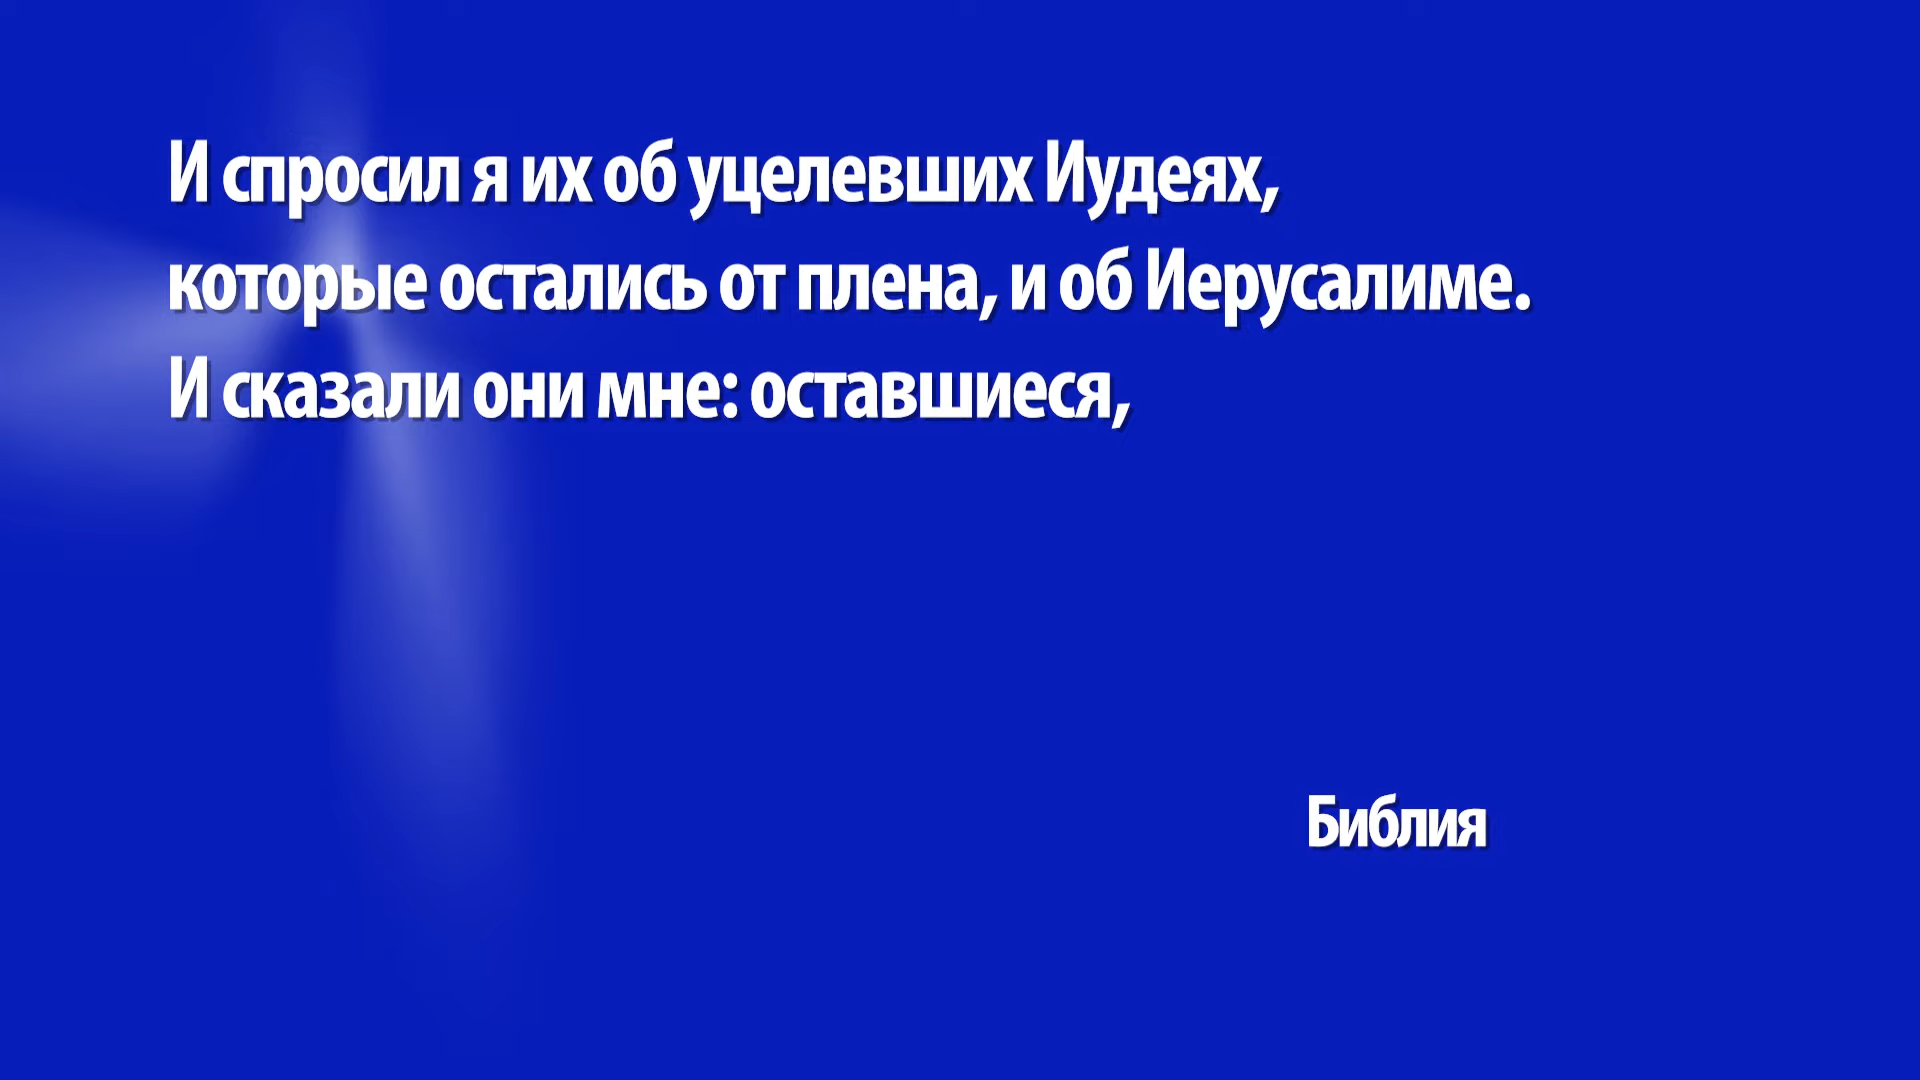 И спросил я их об уцелевших Иудеях,
которые остались от плена, и об Иерусалиме.
И сказали они мне: оставшиеся,
Библия